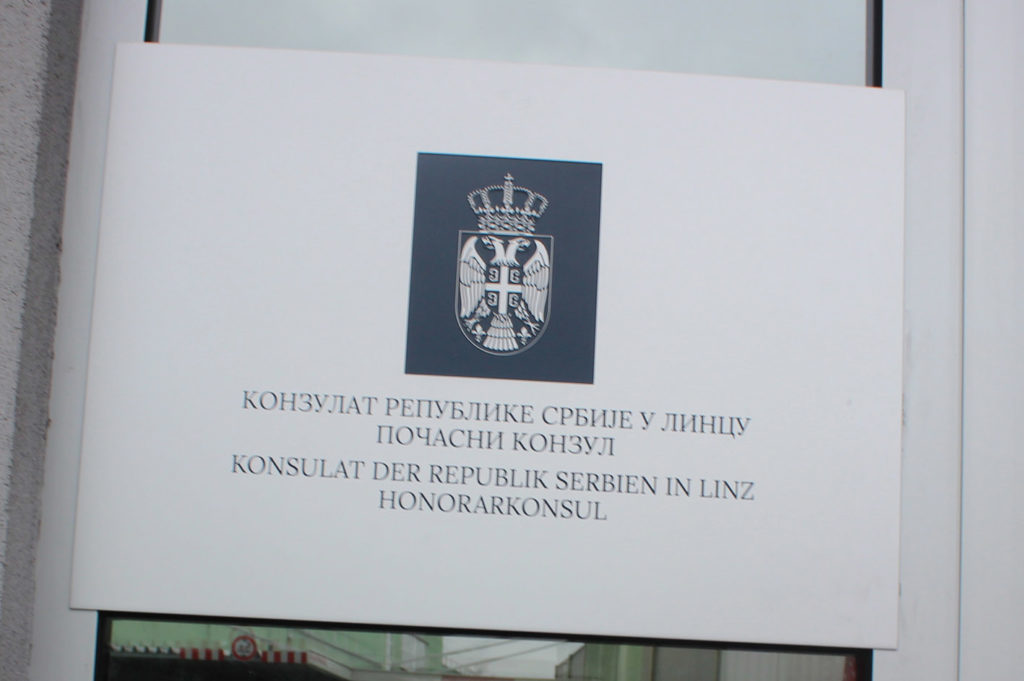 КОНЗУЛАТ РЕПУБЛИКЕ СРБИЈЕ У ЛИНЦУ
ПОЧАСНИ КОНЗУЛ
KONSULAT DER REPUBLIK SERBIEN IN LINZ
HONORARKONSUL